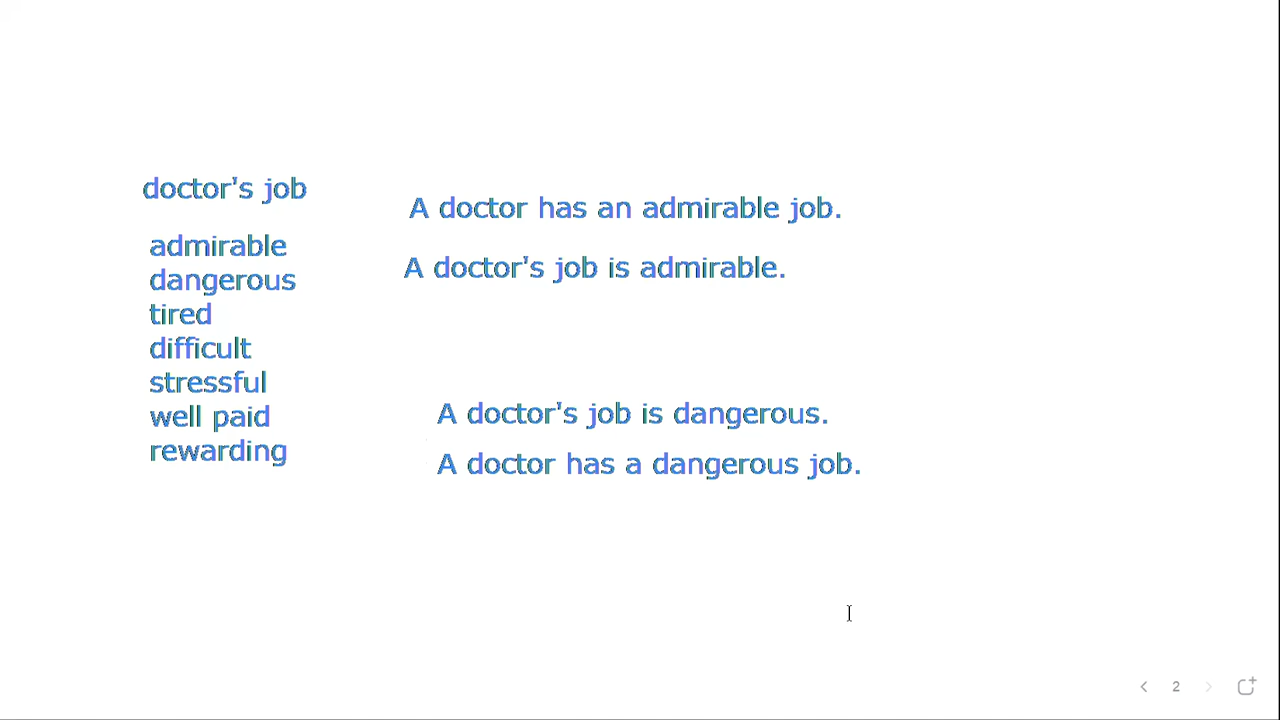 doctor's job
admirable
dangerous
tired
difficult
stressful
well paid
rewarding
A doctor has an admirable job.
A doctor's job is admirable.
A doctor's job is dangerous.
A doctor has a dangerous job.
2